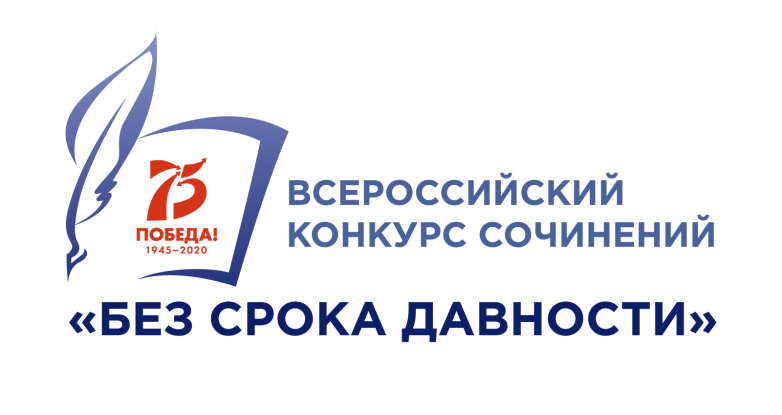 75
ПОБЕДА!
1945–2020
ВСЕРОССИЙСКИЙ
КОНКУРС СОЧИНЕНИЙ
«БЕЗ СРОКА ДАВНОСТИ»